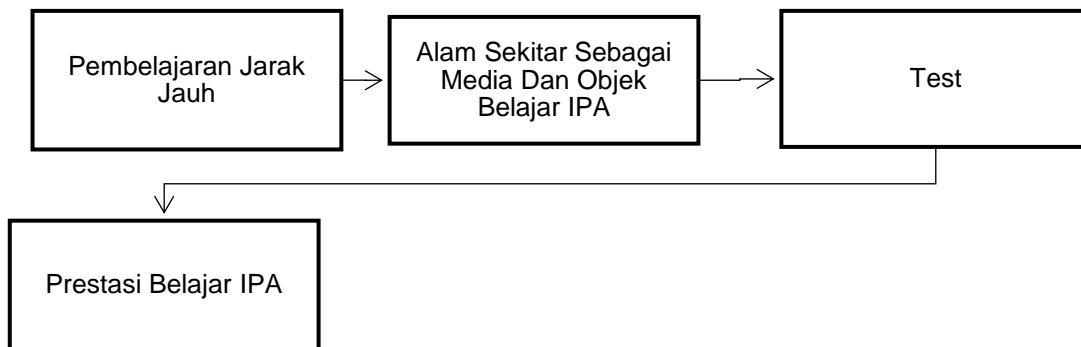 Pembelajaran Jarak
Jauh
Alam Sekitar Sebagai
Media Dan Objek
Belajar IPA
Test
Prestasi Belajar IPA